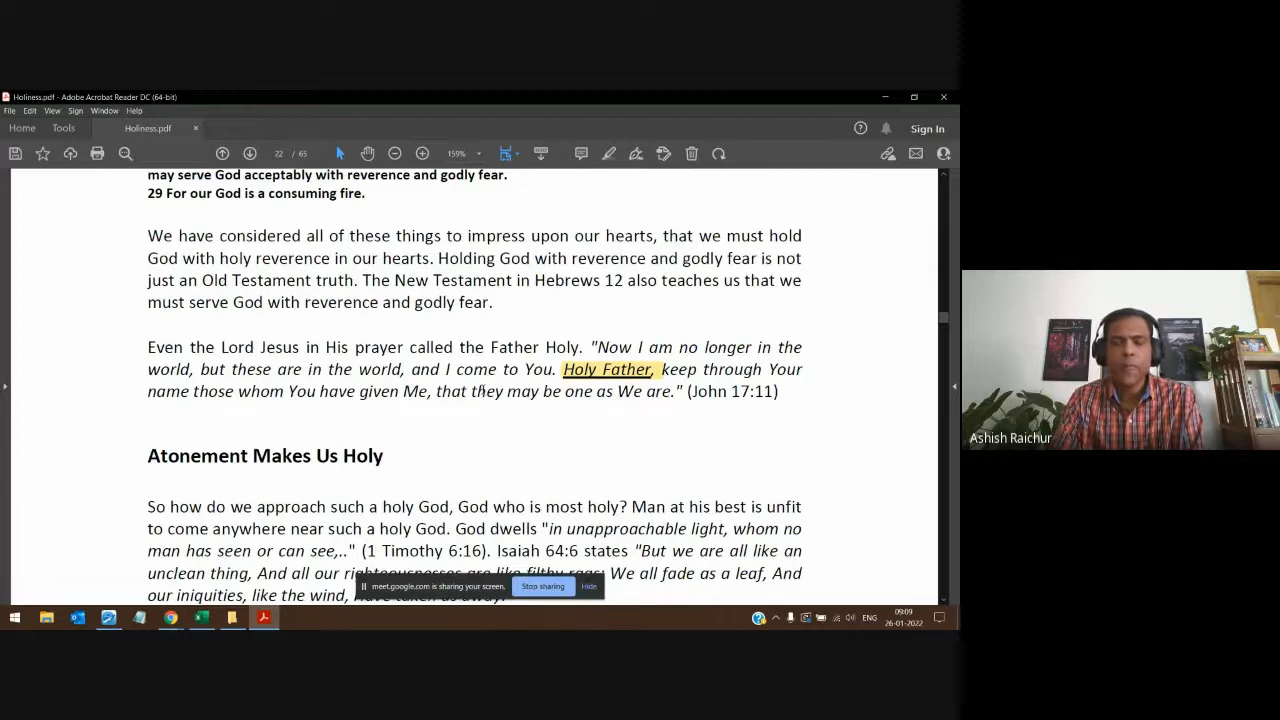 Holiness.pdf - Adobe Acrobat Reader DC (64-bit)
File Edit View Sign Window Help
Home Tools Holiness.pdf × Sign In
22 / 65 159%
may serve God acceptably with reverence and godly fear.
29 For our God is a consuming fire.
We have considered all of these things to impress upon our hearts, that we must hold
God with holy reverence in our hearts. Holding God with reverence and godly fear is not
just an Old Testament truth. The New Testament in Hebrews 12 also teaches us that we
must serve God with reverence and godly fear.
Even the Lord Jesus in His prayer called the Father Holy. "Now I am no longer in the
world, but these are in the world, and I come to You. Holy Father, keep through Your
name those whom You have given Me, that they may be one as We are." (John 17:11)
Ashish Raichur
Atonement Makes Us Holy
So how do we approach such a holy God, God who is most holy? Man at his best is unfit
to come anywhere near such a holy God. God dwells "in unapproachable light, whom no
man has seen or can see,.." (1 Timothy 6:16). Isaiah 64:6 states "But we are all like an
unclean thing, And all our righteousnesses are like filthy rags; We all fade as a leaf, And
our iniquities, like the wind, Have taken us away.
meet.google.com is sharing your screen. Stop sharing Hide
ENG 09:09
26-01-2022